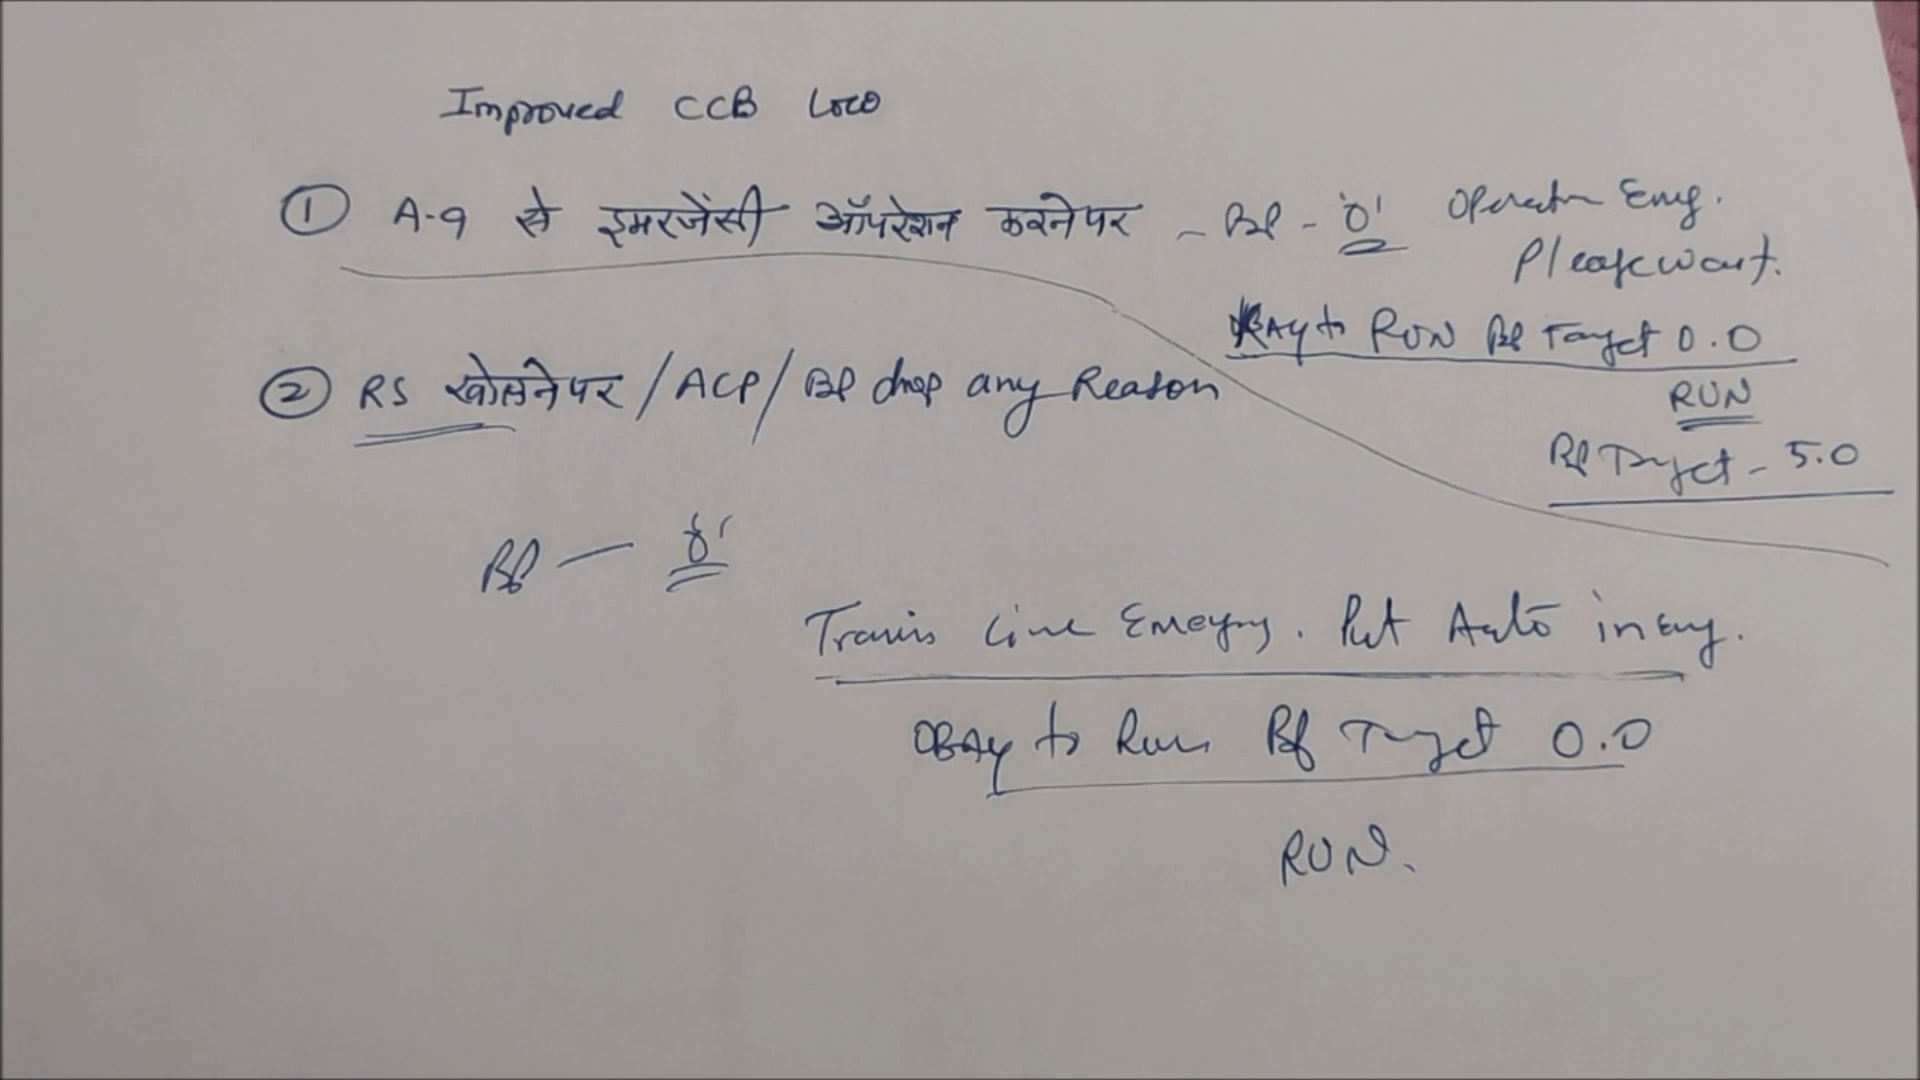 Improved CCB Loco
① A-9 से इमरजेंसी ऑपरेशन करनेपर - BP - '0' Operator Emg.
Please wait.
OKAY to RUN BP Target 0.0
RUN
BP Target - 5.0
② RS खोलनेपर / ACP / BP drop any Reason
BP — '0'
Train Line Emergency. Put Auto in emg.
OKAY to Run BP Target 0.0
RUN.